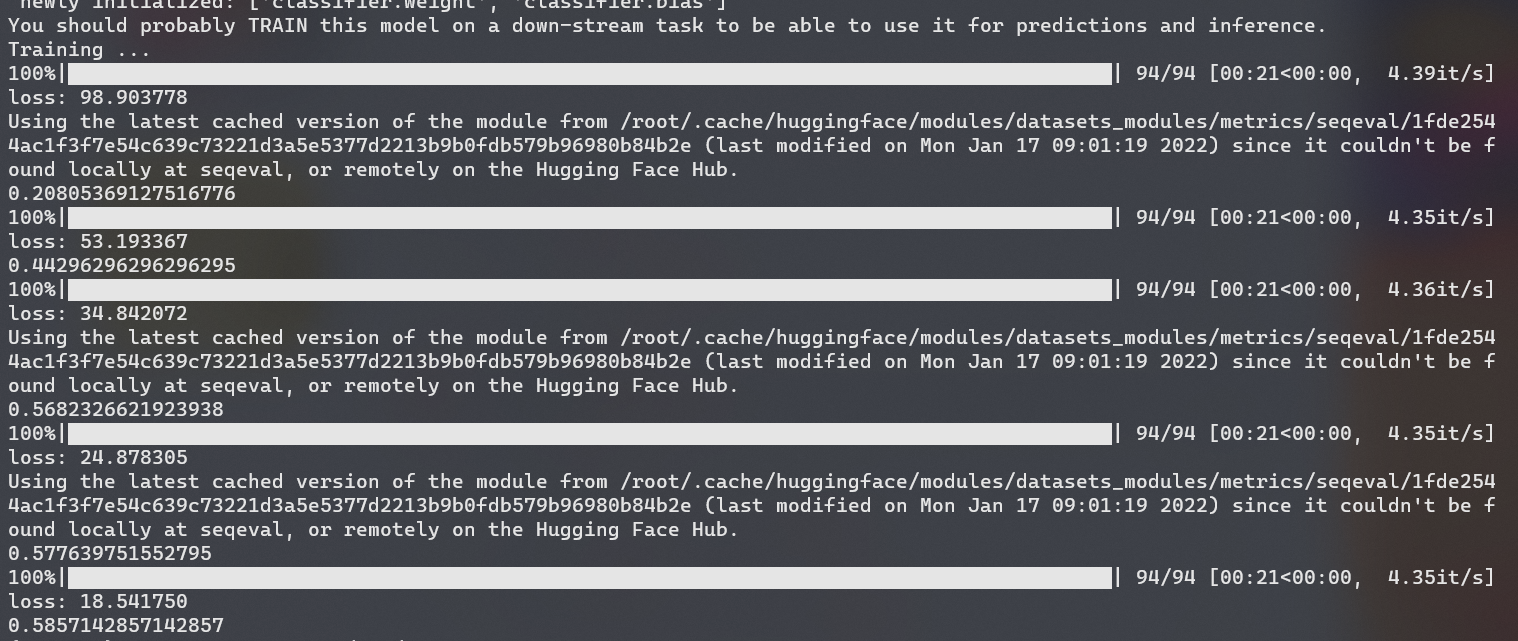 newly initialized: ['classifier.weight', 'classifier.bias']
You should probably TRAIN this model on a down-stream task to be able to use it for predictions and inference.
Training ...
100%| | 94/94 [00:21<00:00, 4.39it/s]
loss: 98.903778
Using the latest cached version of the module from /root/.cache/huggingface/modules/datasets_modules/metrics/seqeval/1fde254
4ac1f3f7e54c639c73221d3a5e5377d2213b9b0fdb579b96980b84b2e (last modified on Mon Jan 17 09:01:19 2022) since it couldn't be f
ound locally at seqeval, or remotely on the Hugging Face Hub.
0.20805369127516776
100%| | 94/94 [00:21<00:00, 4.35it/s]
loss: 53.193367
0.44296296296296295
100%| | 94/94 [00:21<00:00, 4.36it/s]
loss: 34.842072
Using the latest cached version of the module from /root/.cache/huggingface/modules/datasets_modules/metrics/seqeval/1fde254
4ac1f3f7e54c639c73221d3a5e5377d2213b9b0fdb579b96980b84b2e (last modified on Mon Jan 17 09:01:19 2022) since it couldn't be f
ound locally at seqeval, or remotely on the Hugging Face Hub.
0.5682326621923938
100%| | 94/94 [00:21<00:00, 4.35it/s]
loss: 24.878305
Using the latest cached version of the module from /root/.cache/huggingface/modules/datasets_modules/metrics/seqeval/1fde254
4ac1f3f7e54c639c73221d3a5e5377d2213b9b0fdb579b96980b84b2e (last modified on Mon Jan 17 09:01:19 2022) since it couldn't be f
ound locally at seqeval, or remotely on the Hugging Face Hub.
0.577639751552795
100%| | 94/94 [00:21<00:00, 4.35it/s]
loss: 18.541750
0.5857142857142857